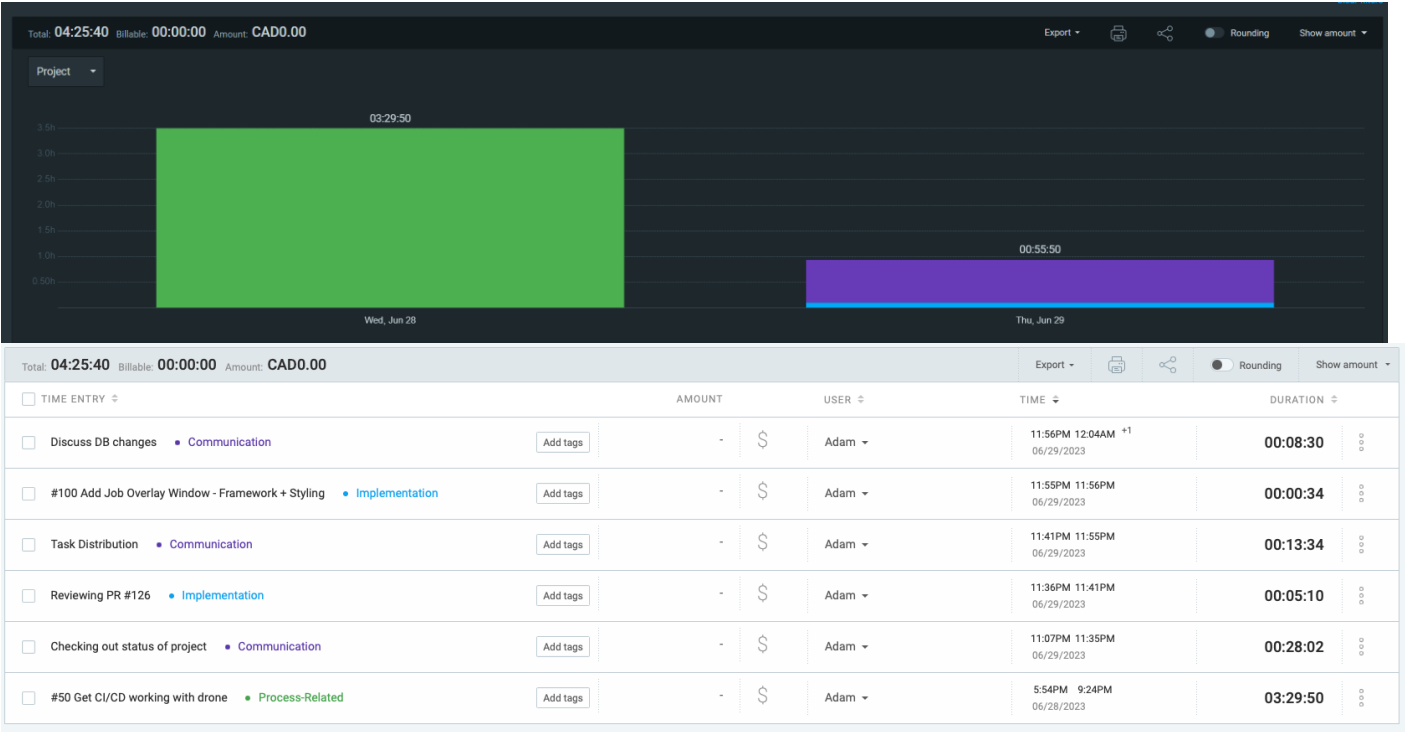 Total: 04:25:40 Billable: 00:00:00 Amount: CAD0.00 Export Rounding Show amount
Project
03:29:50
3.5h
3.0h
2.5h
2.0h
1.5h
00:55:50
1.0h
0.50h
Wed, Jun 28 Thu, Jun 29
Total: 04:25:40 Billable: 00:00:00 Amount: CAD0.00 Export Rounding Show amount
TIME ENTRY AMOUNT USER TIME DURATION
Discuss DB changes • Communication Add tags - $ Adam 11:56PM 12:04AM +1 00:08:30
06/29/2023
#100 Add Job Overlay Window - Framework + Styling • Implementation Add tags - $ Adam 11:55PM 11:56PM 00:00:34
06/29/2023
Task Distribution • Communication Add tags - $ Adam 11:41PM 11:55PM 00:13:34
06/29/2023
Reviewing PR #126 • Implementation Add tags - $ Adam 11:36PM 11:41PM 00:05:10
06/29/2023
Checking out status of project • Communication Add tags - $ Adam 11:07PM 11:35PM 00:28:02
06/29/2023
#50 Get CI/CD working with drone • Process-Related Add tags - $ Adam 5:54PM 9:24PM 03:29:50
06/28/2023